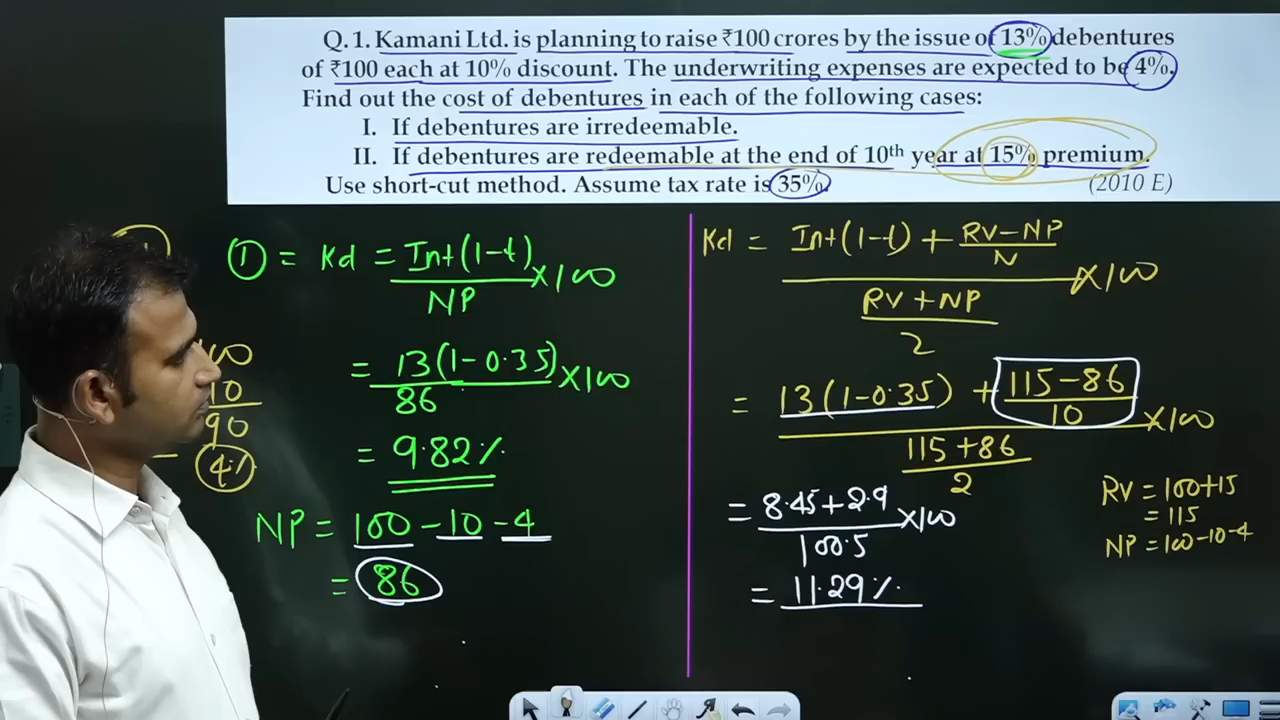 Q. 1. Kamani Ltd. is planning to raise ₹100 crores by the issue of 13% debentures
of ₹100 each at 10% discount. The underwriting expenses are expected to be 4%.
Find out the cost of debentures in each of the following cases:
I. If debentures are irredeemable.
II. If debentures are redeemable at the end of 10th year at 15% premium.
Use short-cut method. Assume tax rate is 35%.
(2010 E)
① = Kd = Int(1-t)
NP
×100
= 13(1-0.35)
86
×100
= 9.82%
10
90
4%
NP = 100 - 10 - 4
= 86
Kd = Int(1-t) + RV-NP
N
RV+NP
2
×100
= 13(1-0.35) + 115-86
10
115+86
2
×100
= 8.45+2.9
100.5
×100
= 11.29%
RV = 100+15
= 115
NP = 100-10-4